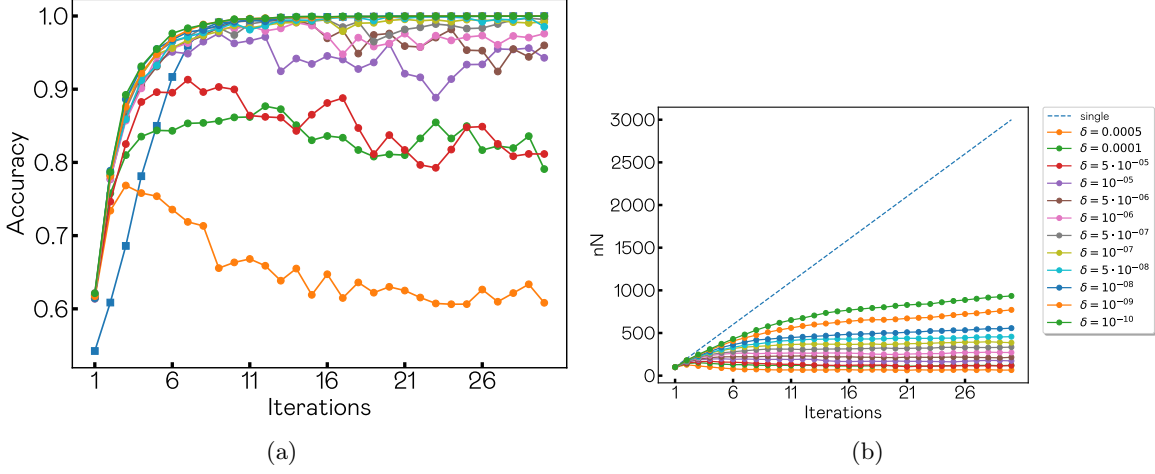 1.0
0.9
0.8
0.7
0.6
Accuracy
1 6 11 16 21 26
Iterations
(a)
3000
2500
2000
1500
1000
500
0
nN
1 6 11 16 21 26
Iterations
(b)
single
δ = 0.0005
δ = 0.0001
δ = 5 · 10⁻⁰⁵
δ = 10⁻⁰⁵
δ = 5 · 10⁻⁰⁶
δ = 10⁻⁰⁶
δ = 5 · 10⁻⁰⁷
δ = 10⁻⁰⁷
δ = 5 · 10⁻⁰⁸
δ = 10⁻⁰⁸
δ = 10⁻⁰⁹
δ = 10⁻¹⁰